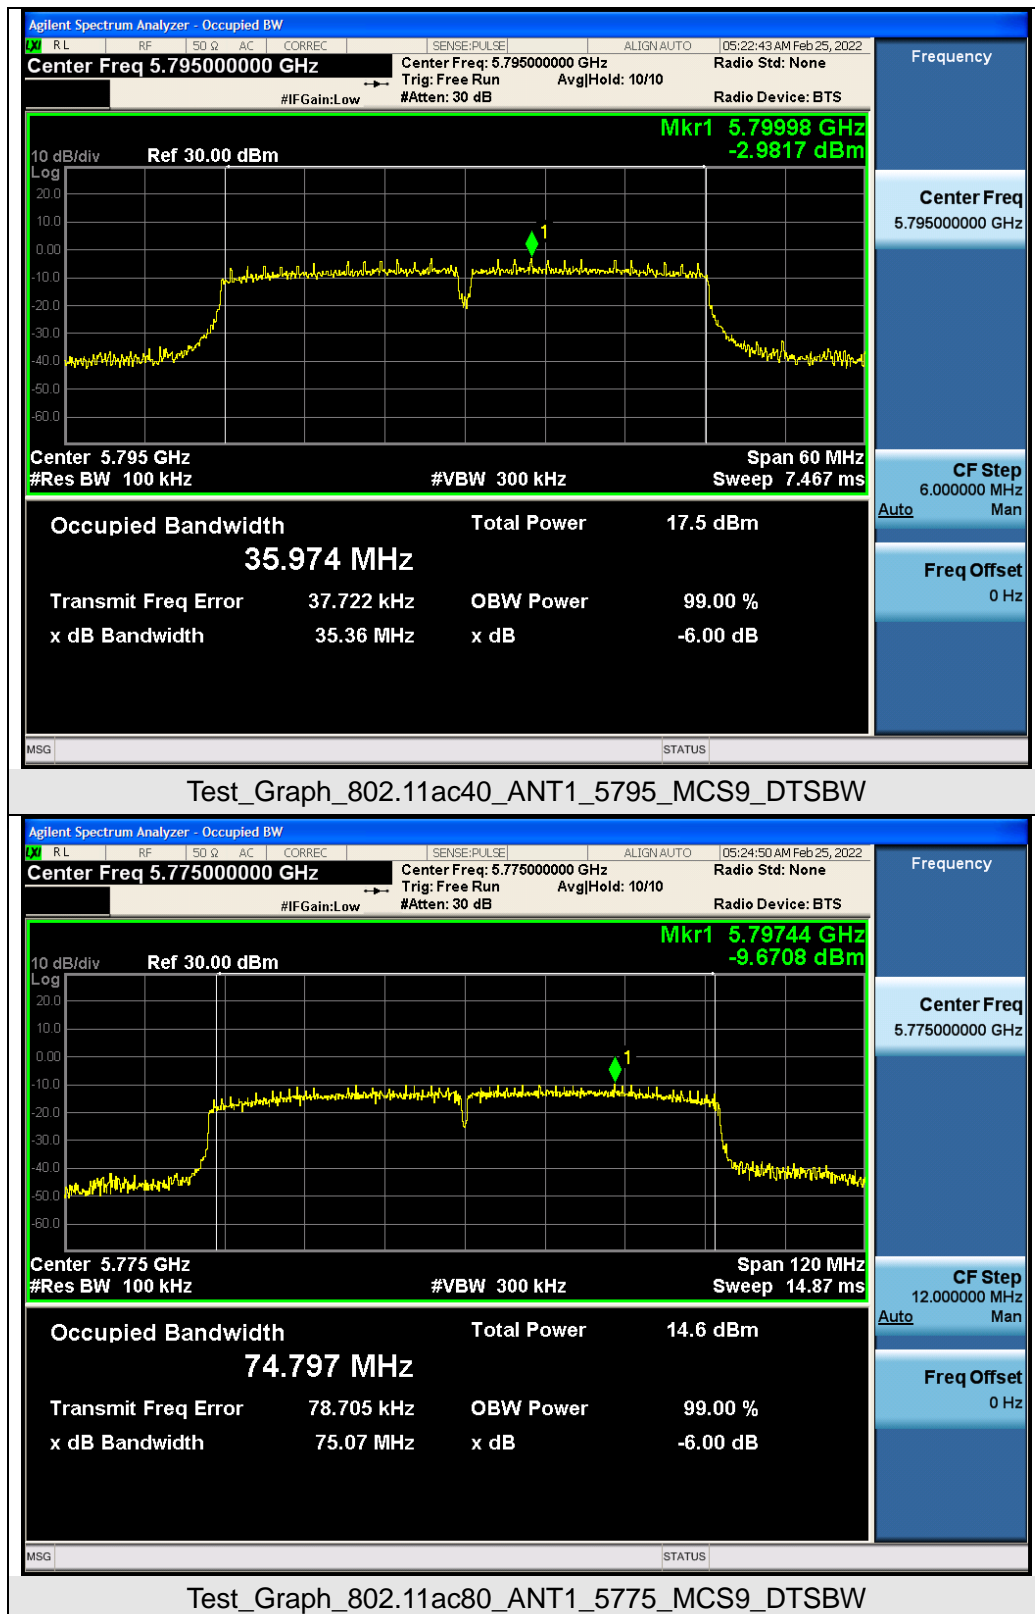 Agilent Spectrum Analyzer - Occupied BW
LXI RL RF 50 Ω AC CORREC SENSE:PULSE ALIGN AUTO 05:22:43 AM Feb 25, 2022
Center Freq 5.795000000 GHz Center Freq: 5.795000000 GHz Radio Std: None
Trig: Free Run Avg|Hold: 10/10
#IFGain:Low #Atten: 30 dB Radio Device: BTS
Frequency
Mkr1 5.79998 GHz
-2.9817 dBm
10 dB/div Ref 30.00 dBm
Log
20.0
10.0
0.00
-10.0
-20.0
-30.0
-40.0
-50.0
-60.0
1
Center 5.795 GHz Span 60 MHz
#Res BW 100 kHz #VBW 300 kHz Sweep 7.467 ms
Center Freq
5.795000000 GHz
CF Step
6.000000 MHz
Auto Man
Freq Offset
0 Hz
Occupied Bandwidth Total Power 17.5 dBm
35.974 MHz
Transmit Freq Error 37.722 kHz OBW Power 99.00 %
x dB Bandwidth 35.36 MHz x dB -6.00 dB
MSG STATUS
Test_Graph_802.11ac40_ANT1_5795_MCS9_DTSBW
Agilent Spectrum Analyzer - Occupied BW
LXI RL RF 50 Ω AC CORREC SENSE:PULSE ALIGN AUTO 05:24:50 AM Feb 25, 2022
Center Freq 5.775000000 GHz Center Freq: 5.775000000 GHz Radio Std: None
Trig: Free Run Avg|Hold: 10/10
#IFGain:Low #Atten: 30 dB Radio Device: BTS
Frequency
Mkr1 5.79744 GHz
-9.6708 dBm
10 dB/div Ref 30.00 dBm
Log
20.0
10.0
0.00
-10.0
-20.0
-30.0
-40.0
-50.0
-60.0
1
Center 5.775 GHz Span 120 MHz
#Res BW 100 kHz #VBW 300 kHz Sweep 14.87 ms
Center Freq
5.775000000 GHz
CF Step
12.000000 MHz
Auto Man
Freq Offset
0 Hz
Occupied Bandwidth Total Power 14.6 dBm
74.797 MHz
Transmit Freq Error 78.705 kHz OBW Power 99.00 %
x dB Bandwidth 75.07 MHz x dB -6.00 dB
MSG STATUS
Test_Graph_802.11ac80_ANT1_5775_MCS9_DTSBW